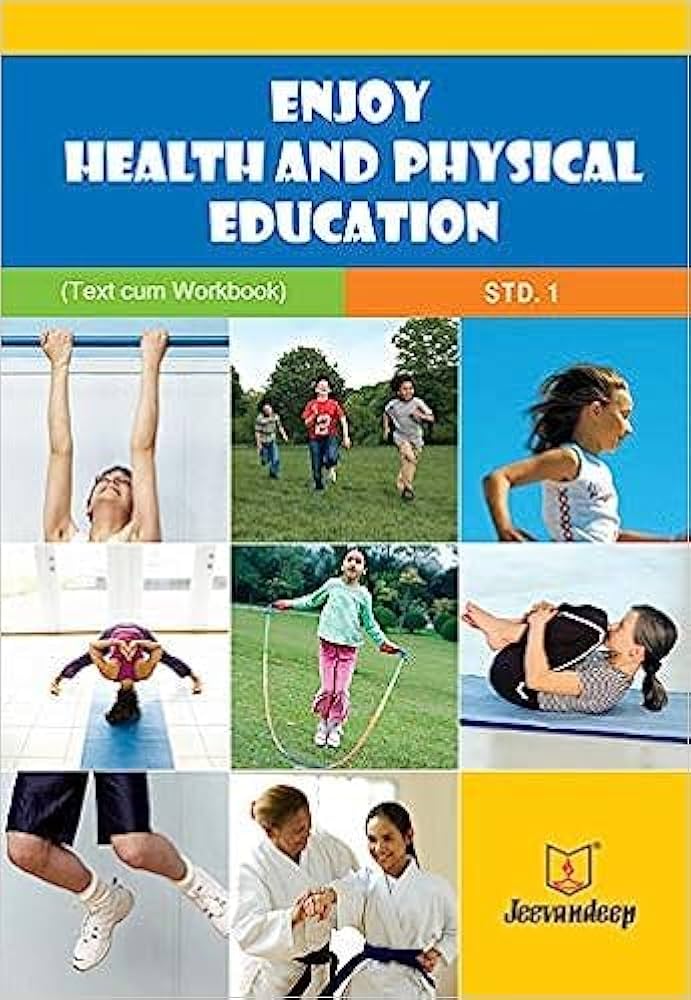 ENJOY
HEALTH AND PHYSICAL
EDUCATION
(Text cum Workbook)
STD. 1
®
Jeevandeep